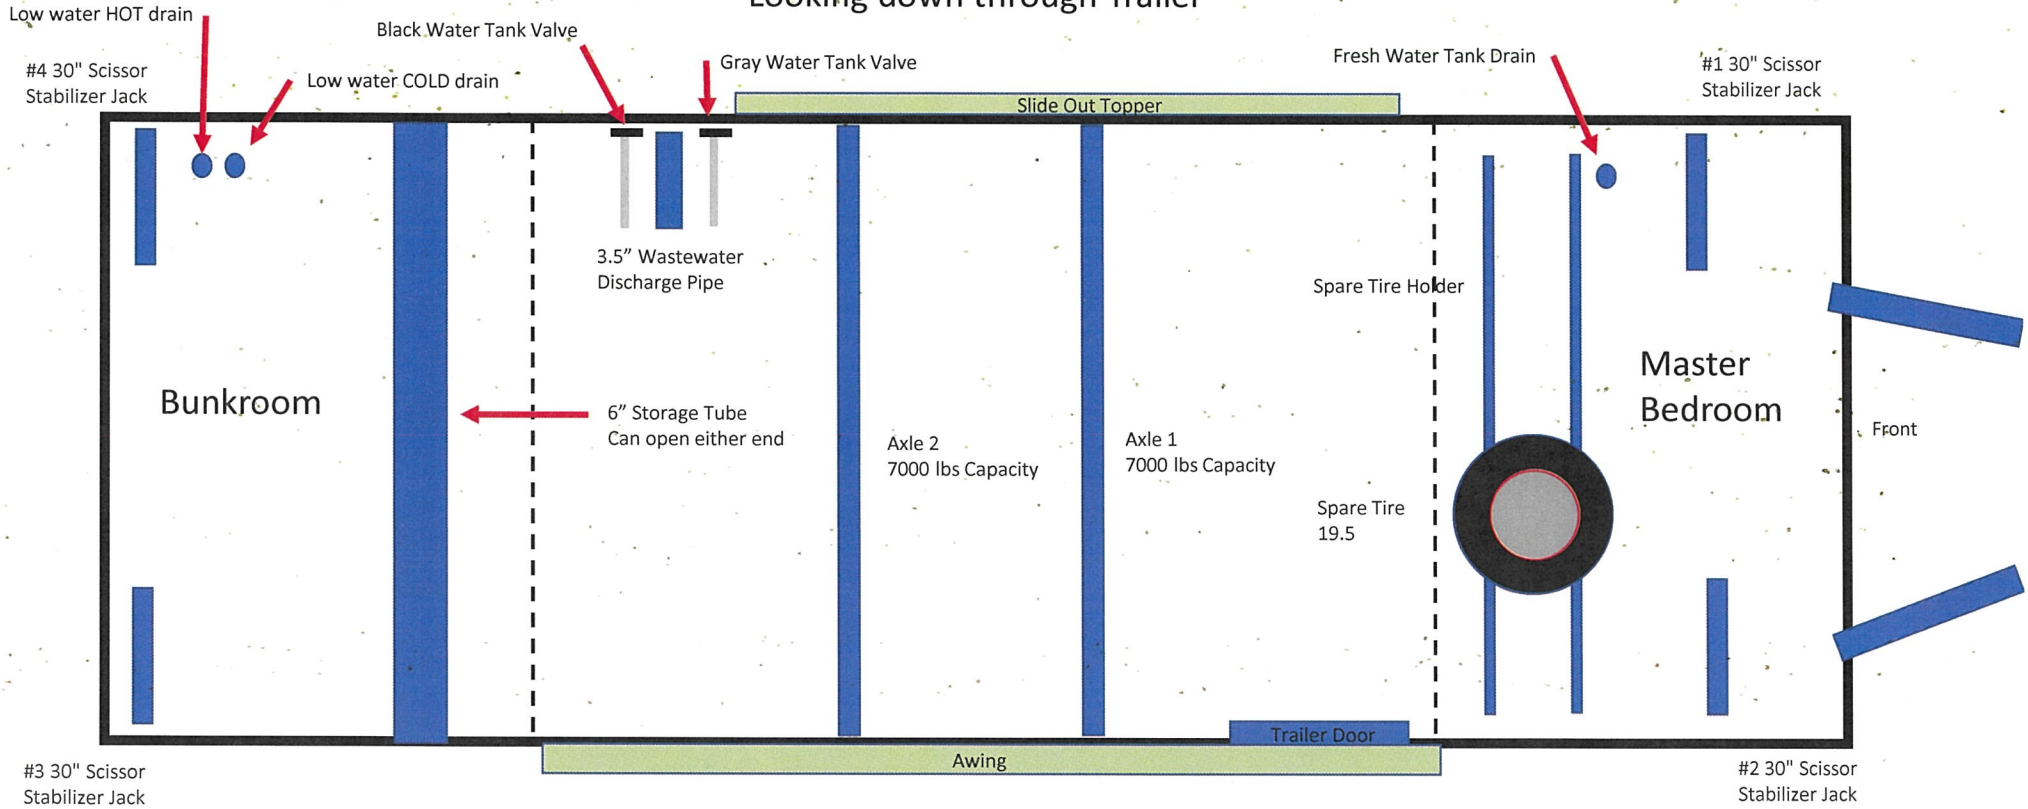 Looking down through Trailer
Low water HOT drain
Black Water Tank Valve
Gray Water Tank Valve
Fresh Water Tank Drain
#4 30" Scissor
Stabilizer Jack
Low water COLD drain
#1 30" Scissor
Stabilizer Jack
Slide Out Topper
3.5” Wastewater
Discharge Pipe
Spare Tire Holder
Master
Bedroom
Bunkroom
6” Storage Tube
Can open either end
Axle 2
7000 lbs Capacity
Axle 1
7000 lbs Capacity
Front
Spare Tire
19.5
Trailer Door
Awing
#3 30" Scissor
Stabilizer Jack
#2 30" Scissor
Stabilizer Jack